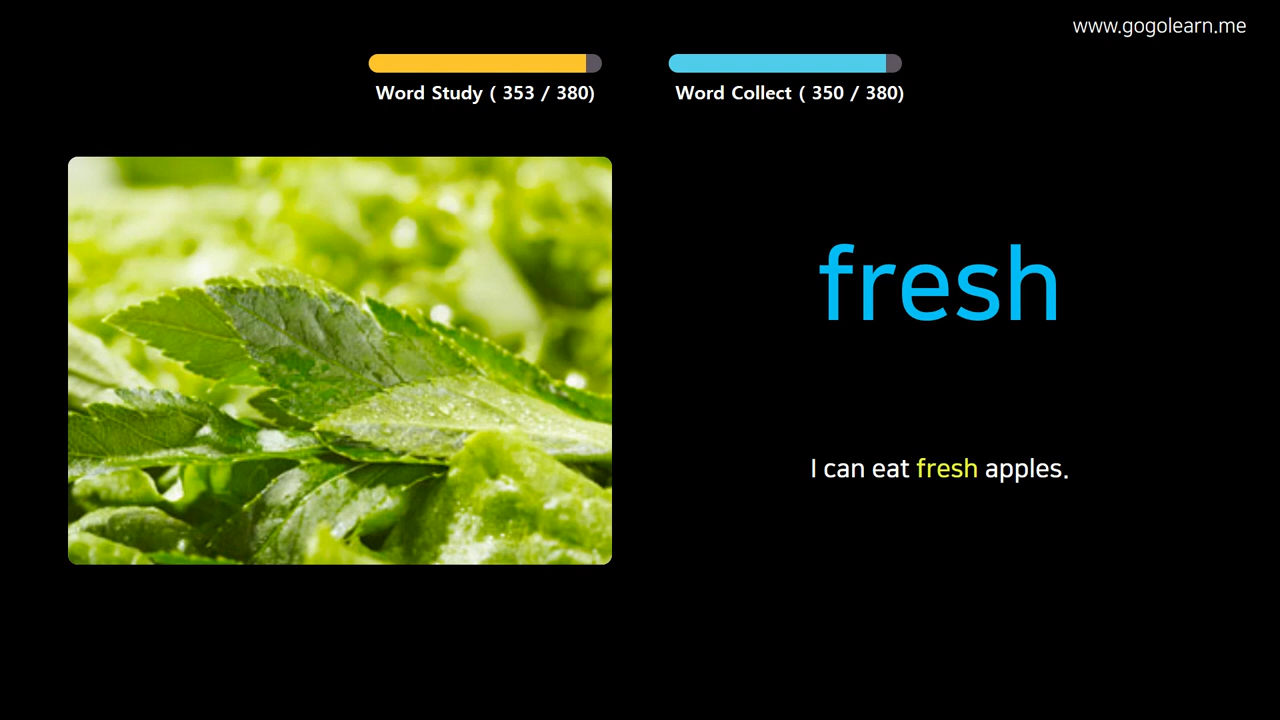 www.gogolearn.me
Word Study ( 353 / 380)
Word Collect ( 350 / 380)
fresh
I can eat fresh apples.